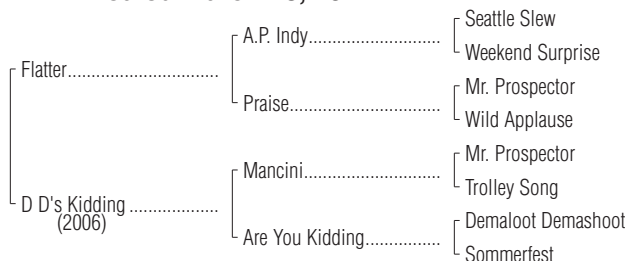 Seattle Slew
A.P. Indy
Weekend Surprise
Flatter
Mr. Prospector
Praise
Wild Applause
Mr. Prospector
Mancini
Trolley Song
D D's Kidding
(2006)
Demaloot Demashoot
Are You Kidding
Sommerfest